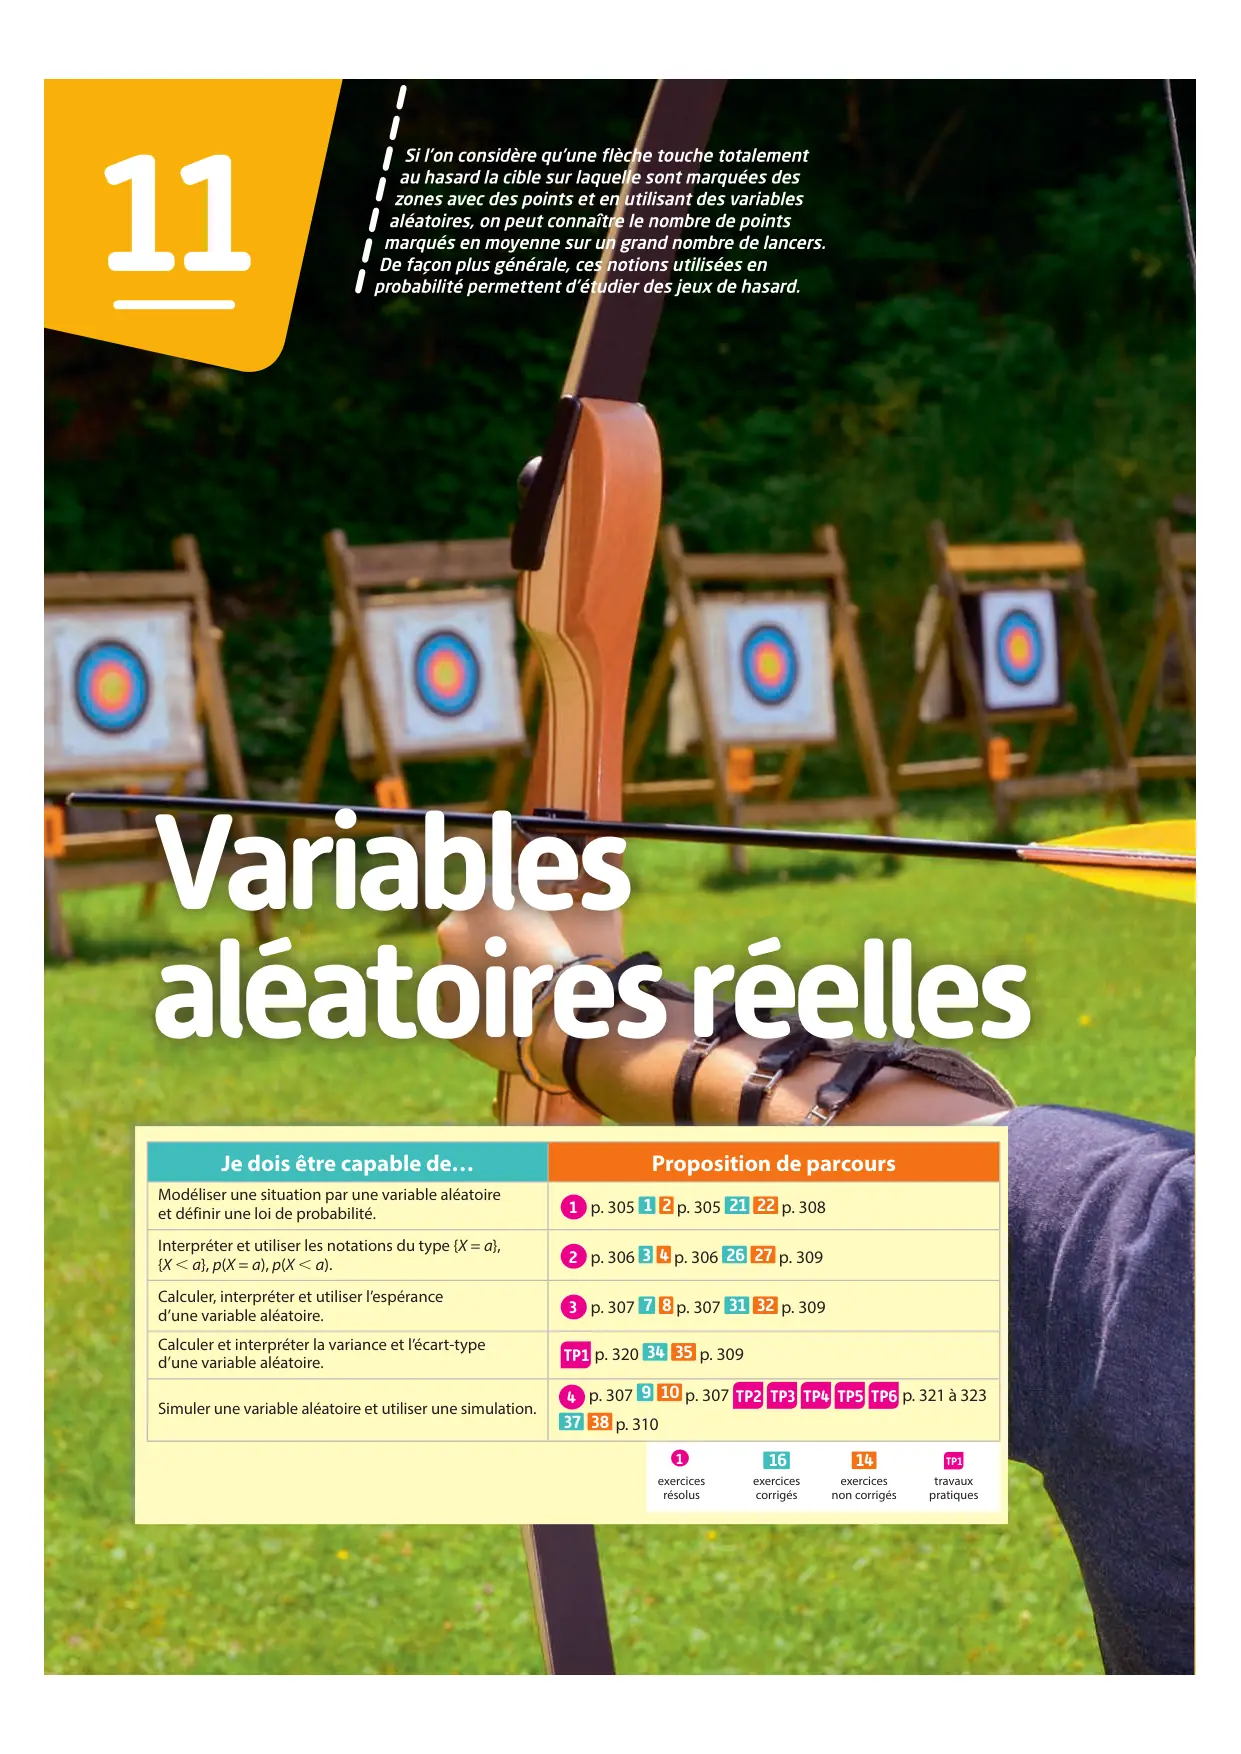 11
Si l'on considère qu'une flèche touche totalement
au hasard la cible sur laquelle sont marquées des
zones avec des points et en utilisant des variables
aléatoires, on peut connaître le nombre de points
marqués en moyenne sur un grand nombre de lancers.
De façon plus générale, ces notions utilisées en
probabilité permettent d'étudier des jeux de hasard.
Variables
aléatoires réelles
Je dois être capable de…
Proposition de parcours
Modéliser une situation par une variable aléatoire
et définir une loi de probabilité.
1 p. 305 1 2 p. 305 21 22 p. 308
Interpréter et utiliser les notations du type {X = a},
{X < a}, p(X = a), p(X < a).
2 p. 306 3 4 p. 306 26 27 p. 309
Calculer, interpréter et utiliser l'espérance
d'une variable aléatoire.
3 p. 307 7 8 p. 307 31 32 p. 309
Calculer et interpréter la variance et l'écart-type
d'une variable aléatoire.
TP1 p. 320 34 35 p. 309
Simuler une variable aléatoire et utiliser une simulation.
4 p. 307 9 10 p. 307 TP2 TP3 TP4 TP5 TP6 p. 321 à 323
37 38 p. 310
1 16 14 TP1
exercices exercices exercices travaux
résolus corrigés non corrigés pratiques